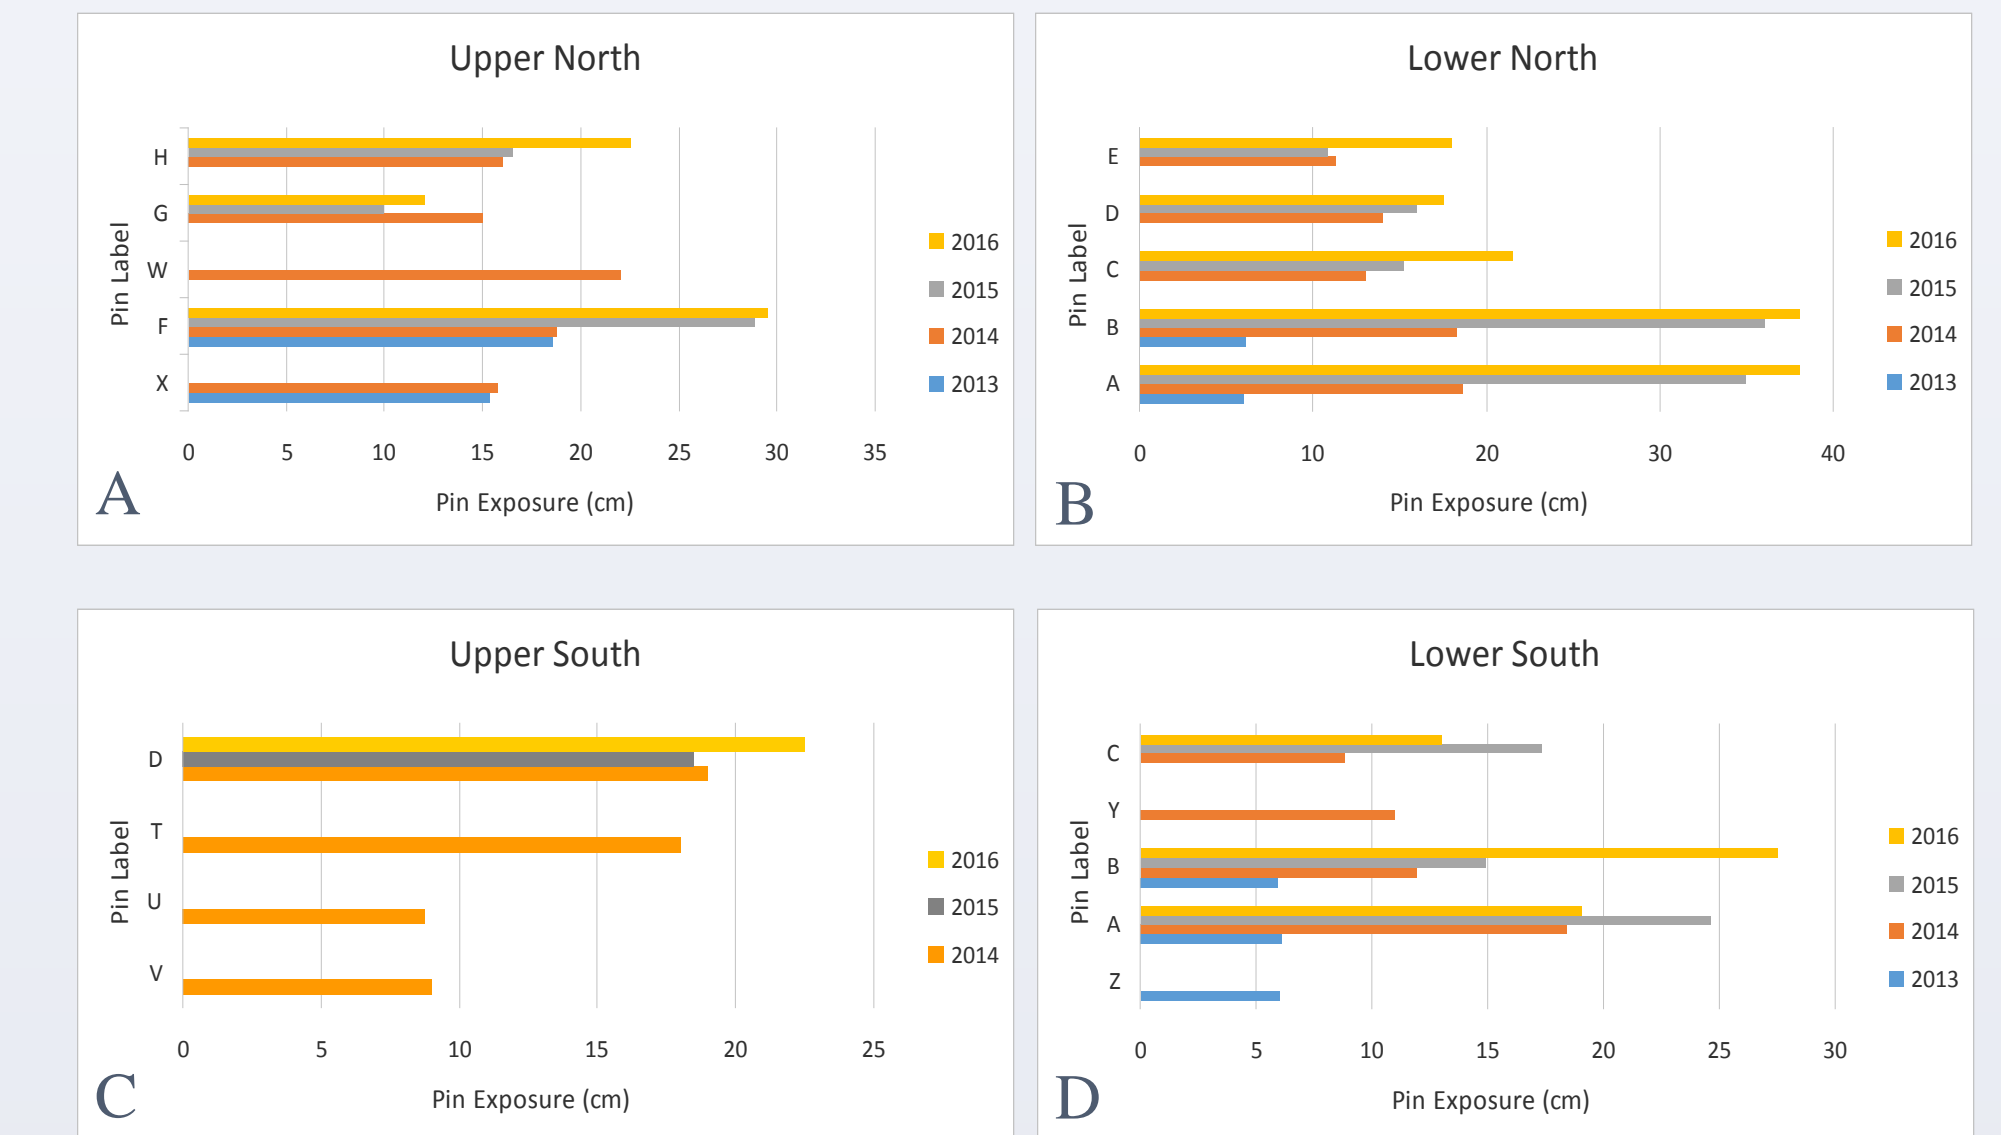 Upper North
H
G
W
F
X
Pin Label
0 5 10 15 20 25 30 35
Pin Exposure (cm)
2016
2015
2014
2013
A
Lower North
E
D
C
B
A
Pin Label
0 10 20 30 40
Pin Exposure (cm)
2016
2015
2014
2013
B
Upper South
D
T
U
V
Pin Label
0 5 10 15 20 25
Pin Exposure (cm)
2016
2015
2014
C
Lower South
C
Y
B
A
Z
Pin Label
0 5 10 15 20 25 30
Pin Exposure (cm)
2016
2015
2014
2013
D